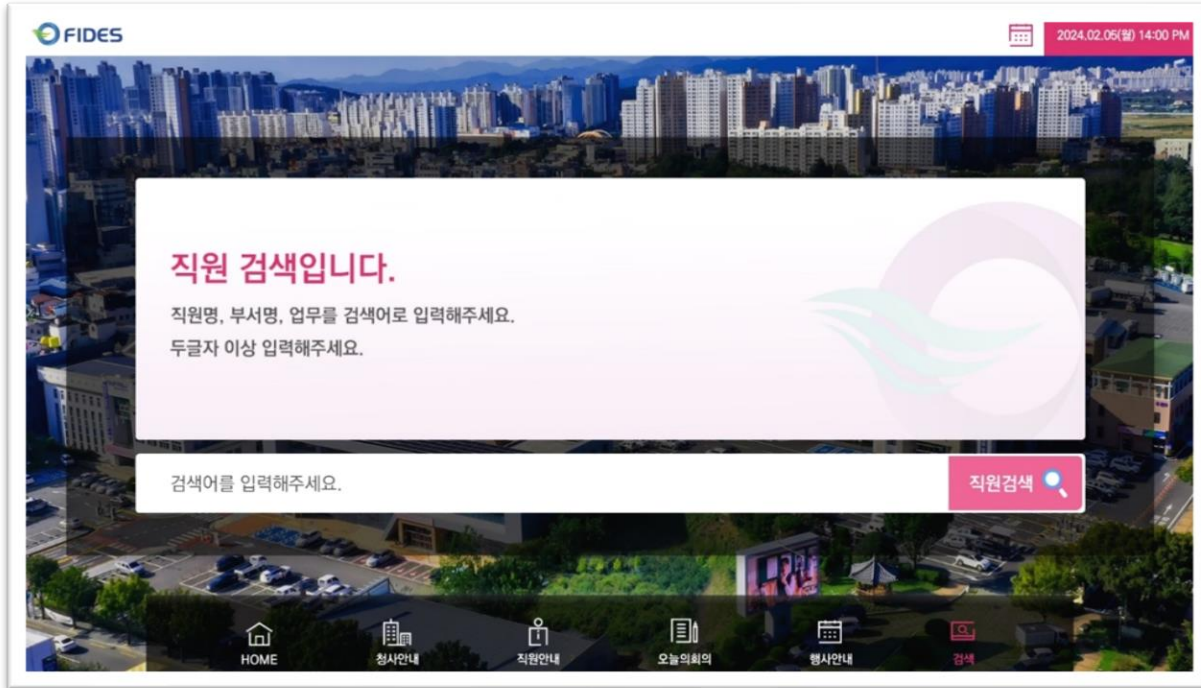 FIDES
2024.02.05(월) 14:00 PM
직원 검색입니다.
직원명, 부서명, 업무를 검색어로 입력해주세요.
두글자 이상 입력해주세요.
검색어를 입력해주세요.
직원검색
HOME
청사안내
직원안내
오늘의회의
행사안내
검색